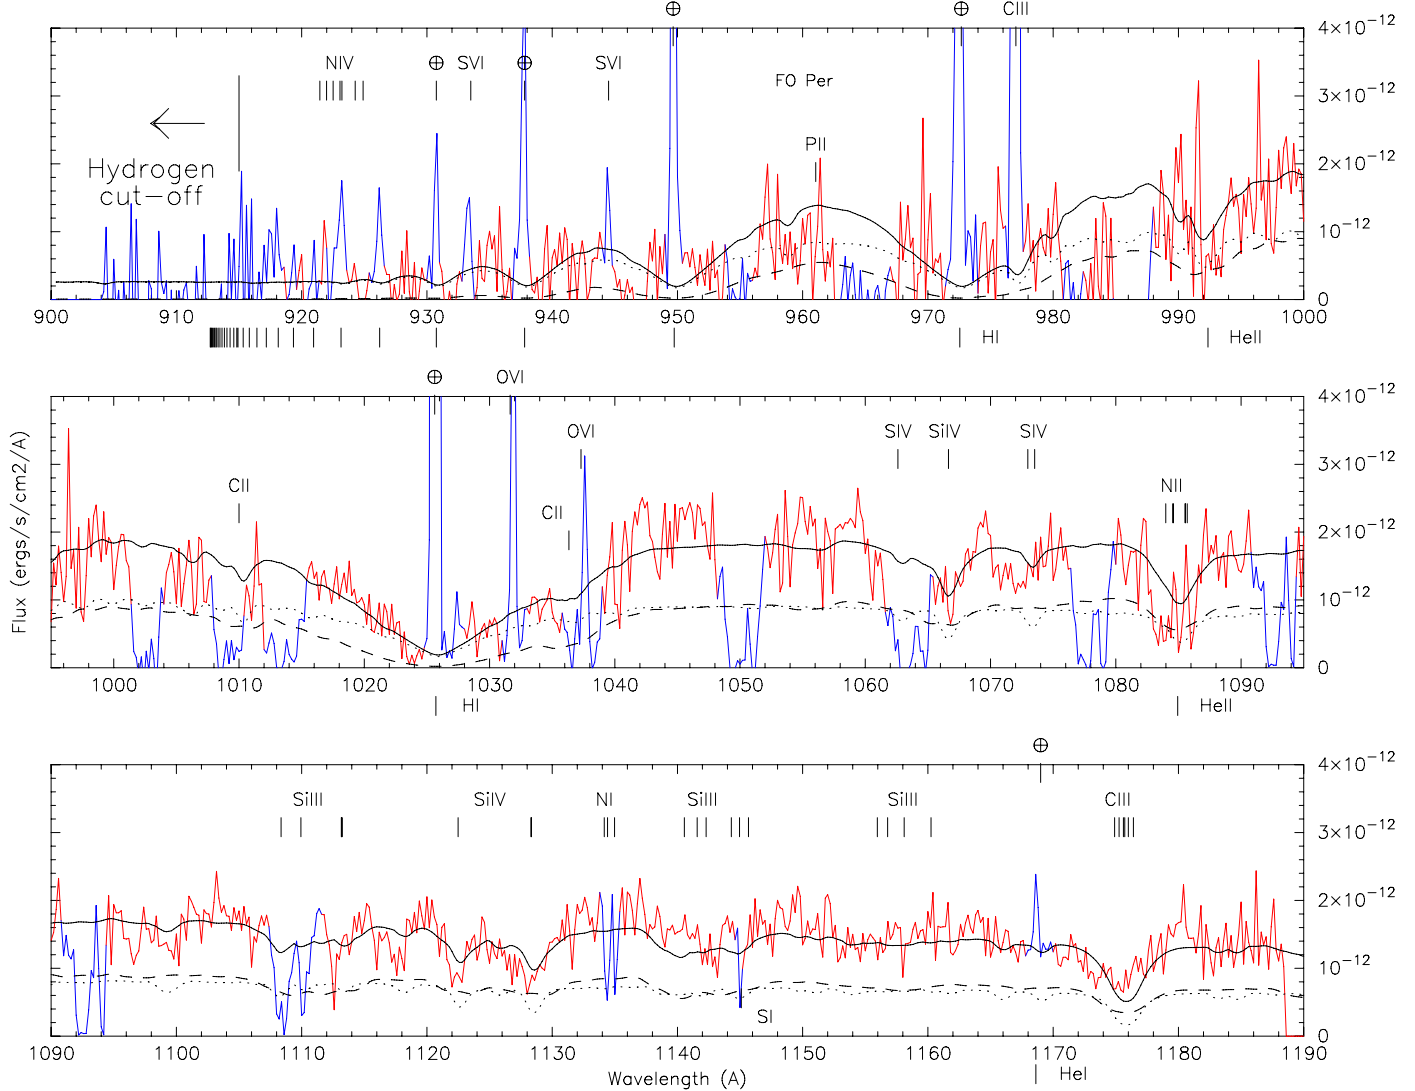 ⊕ CIII
NIV ⊕ SVI ⊕ SVI FO Per
PII
Hydrogen
cut-off
4×10⁻¹²
3×10⁻¹²
2×10⁻¹²
10⁻¹²
0
900 910 920 930 940 950 960 970 980 990 1000
HI HeII
⊕ OVI
OVI SIV SiIV SIV
CII CII NII
4×10⁻¹²
3×10⁻¹²
2×10⁻¹²
10⁻¹²
0
Flux (ergs/s/cm2/A)
1000 1010 1020 1030 1040 1050 1060 1070 1080 1090
HI HeII
⊕
SiIII SiIV NI SiIII SiIII CIII
4×10⁻¹²
3×10⁻¹²
2×10⁻¹²
10⁻¹²
0
SI
1090 1100 1110 1120 1130 1140 1150 1160 1170 1180 1190
Wavelength (A) HeI